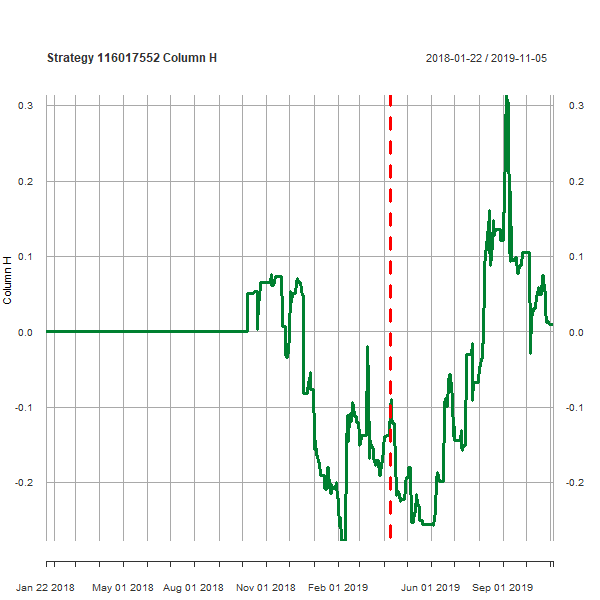 Strategy 116017552 Column H
2018-01-22 / 2019-11-05
0.3 0.3
0.2 0.2
0.1 0.1
Column H
0.0 0.0
-0.1 -0.1
-0.2 -0.2
Jan 22 2018 May 01 2018 Aug 01 2018 Nov 01 2018 Feb 01 2019 Jun 01 2019 Sep 01 2019